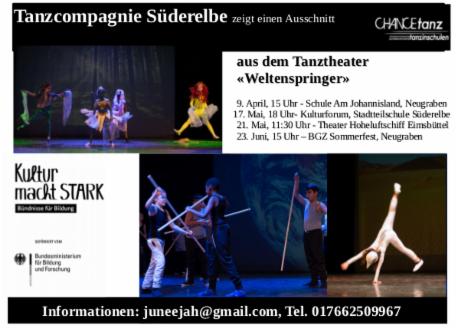 Tanzcompagnie Süderelbe zeigt einen Ausschnitt
CHANCEtanz
tanzinschulen
aus dem Tanztheater
«Weltenspringer»
9. April, 15 Uhr - Schule Am Johannisland, Neugraben
17. Mai, 18 Uhr- Kulturforum, Stadtteilschule Süderelbe
21. Mai, 11:30 Uhr - Theater Hoheluftschiff Eimsbüttel
23. Juni, 15 Uhr – BGZ Sommerfest, Neugraben
Kultur
macht STARK
Bündnisse für Bildung
GEFÖRDERT VOM
Bundesministerium
für Bildung
und Forschung
Informationen: juneejah@gmail.com, Tel. 017662509967